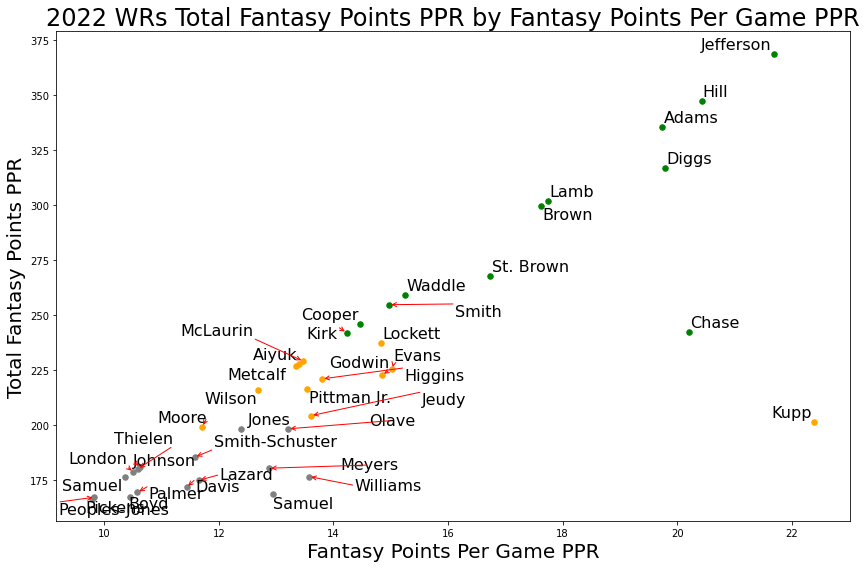 2022 WRs Total Fantasy Points PPR by Fantasy Points Per Game PPR
375
Jefferson
350
Hill
Adams
325
Diggs
300
Lamb
Brown
275
St. Brown
Waddle
Smith
250
Cooper
Kirk
Chase
McLaurin
Lockett
Aiyuk
Godwin
Evans
225
Metcalf
Higgins
Wilson
Pittman Jr.
Jeudy
Moore
Jones
Olave
Kupp
200
Thielen
Smith-Schuster
London
Johnson
Meyers
175
Samuel
Lazard
Palmer
Davis
Williams
Pickens
Boyd
Samuel
Peoples-Jones
10
12
14
16
18
20
22
Total Fantasy Points PPR
Fantasy Points Per Game PPR